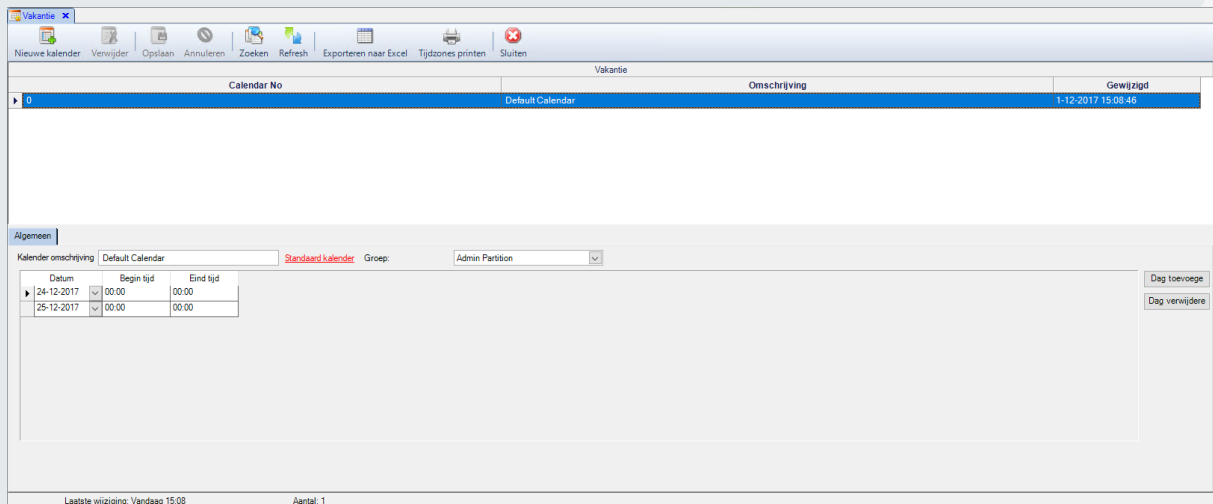 Vakantie
Nieuwe kalender Verwijder Opslaan Annuleren Zoeken Refresh Exporteren naar Excel Tijdzones printen Sluiten
Vakantie
Calendar No Omschrijving Gewijzigd
0 Default Calendar 1-12-2017 15:08:46
Algemeen
Kalender omschrijving Default Calendar Standaard kalender Groep: Admin Partition
Datum Begin tijd Eind tijd
24-12-2017 00:00 00:00
25-12-2017 00:00 00:00
Dag toevoege
Dag verwijdere
Laatste wijziging: Vandaag 15:08 Aantal: 1